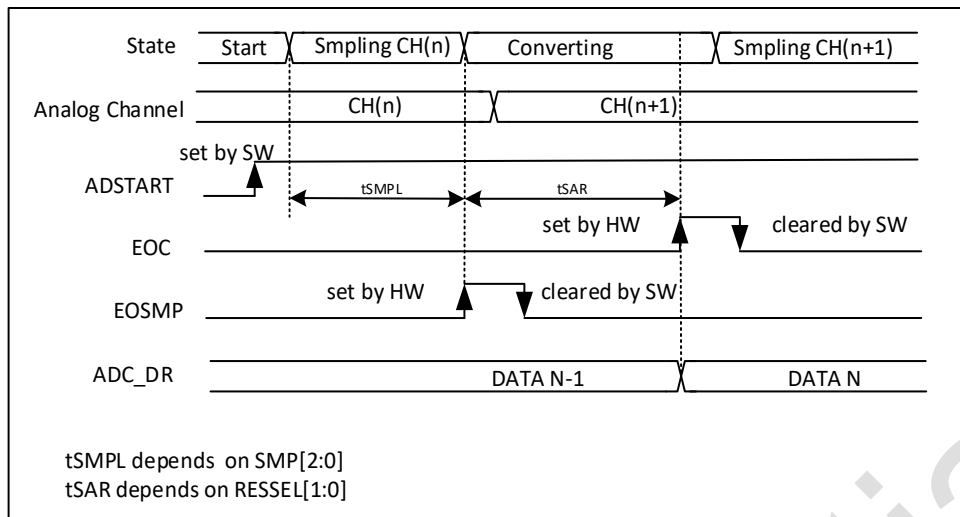 State Start Smpling CH(n) Converting Smpling CH(n+1)
Analog Channel CH(n) CH(n+1)
set by SW
ADSTART tSMPL tSAR
set by HW cleared by SW
EOC
set by HW cleared by SW
EOSMP
ADC_DR DATA N-1 DATA N
tSMPL depends on SMP[2:0]
tSAR depends on RESSEL[1:0]